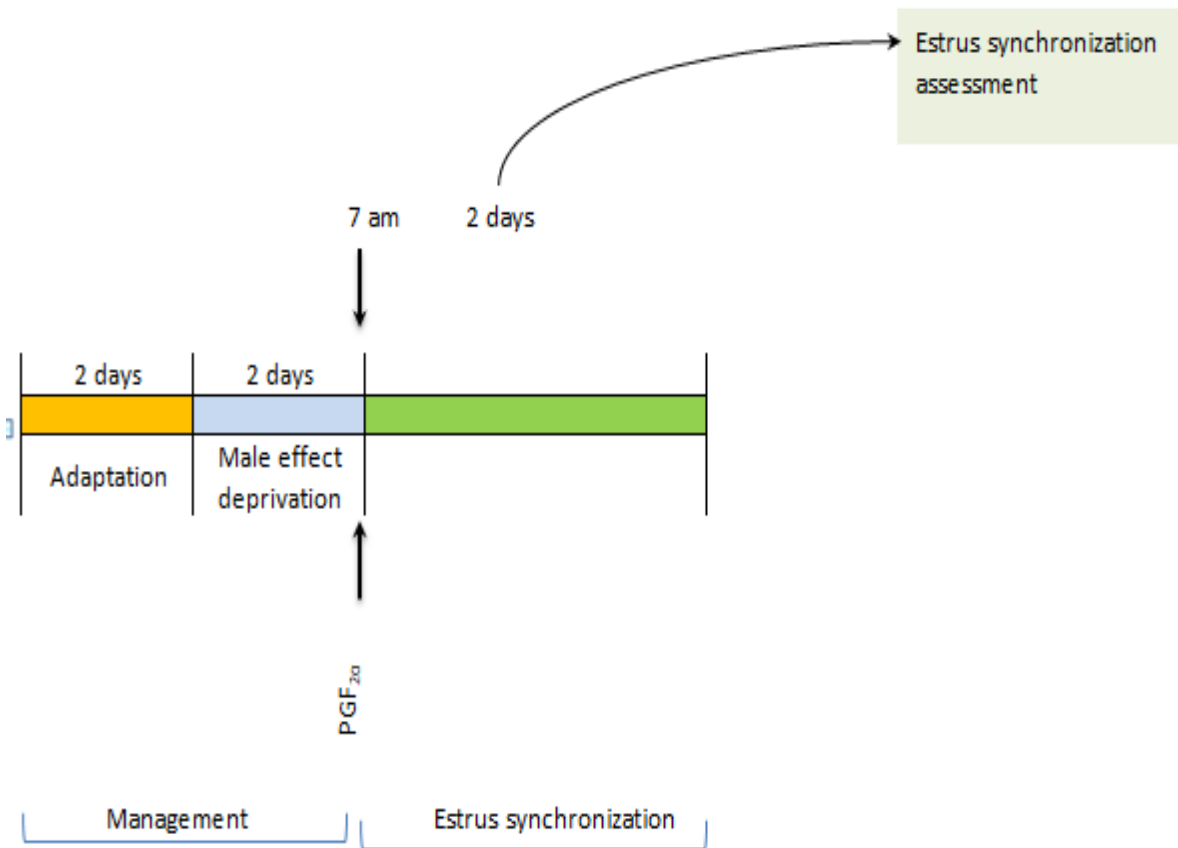 Estrus synchronization
assessment
7 am
2 days
2 days
2 days
Adaptation
Male effect
deprivation
PGF₂α
Management
Estrus synchronization